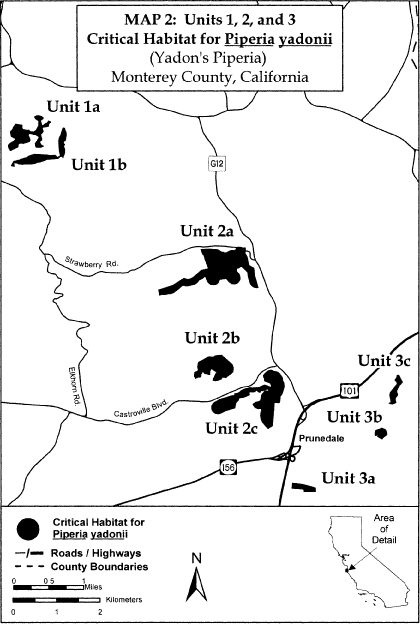 MAP 2: Units 1, 2, and 3
Critical Habitat for Piperia yadonii
(Yadon's Piperia)
Monterey County, California
Unit 1a
Unit 1b
G12
Unit 2a
Strawberry Rd.
Unit 2b
Unit 3c
Elkhorn Rd.
101
Castroville Blvd.
Unit 2c
Unit 3b
Prunedale
156
Unit 3a
Critical Habitat for
Piperia yadonii
Roads / Highways
County Boundaries
0 0.5 1
Miles
Kilometers
0 1 2
N
Area
of
Detail